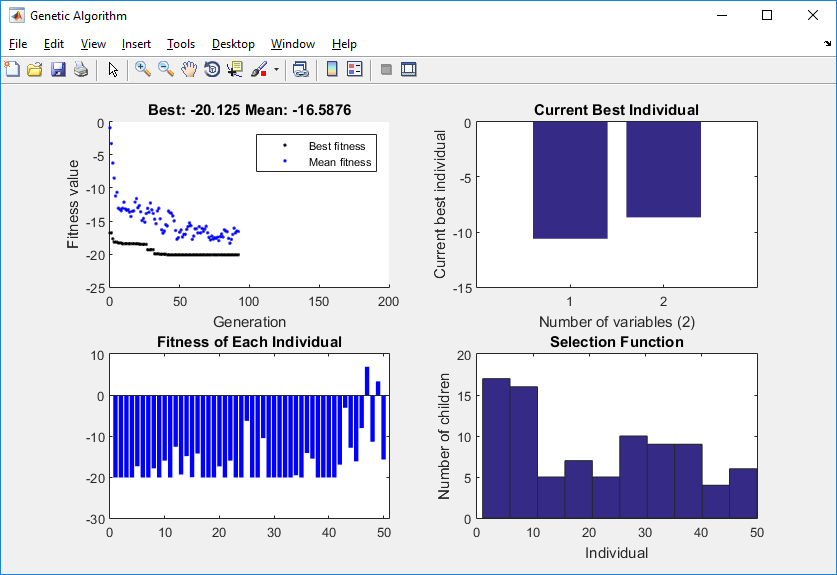 Genetic Algorithm
File Edit View Insert Tools Desktop Window Help
Best: -20.125 Mean: -16.5876
0
-5
-10
-15
-20
-25
Fitness value
Best fitness
Mean fitness
0 50 100 150 200
Generation
Current Best Individual
0
-5
-10
-15
Current best individual
1 2
Number of variables (2)
Fitness of Each Individual
10
0
-10
-20
-30
0 10 20 30 40 50
Selection Function
20
15
10
5
0
Number of children
0 10 20 30 40 50
Individual